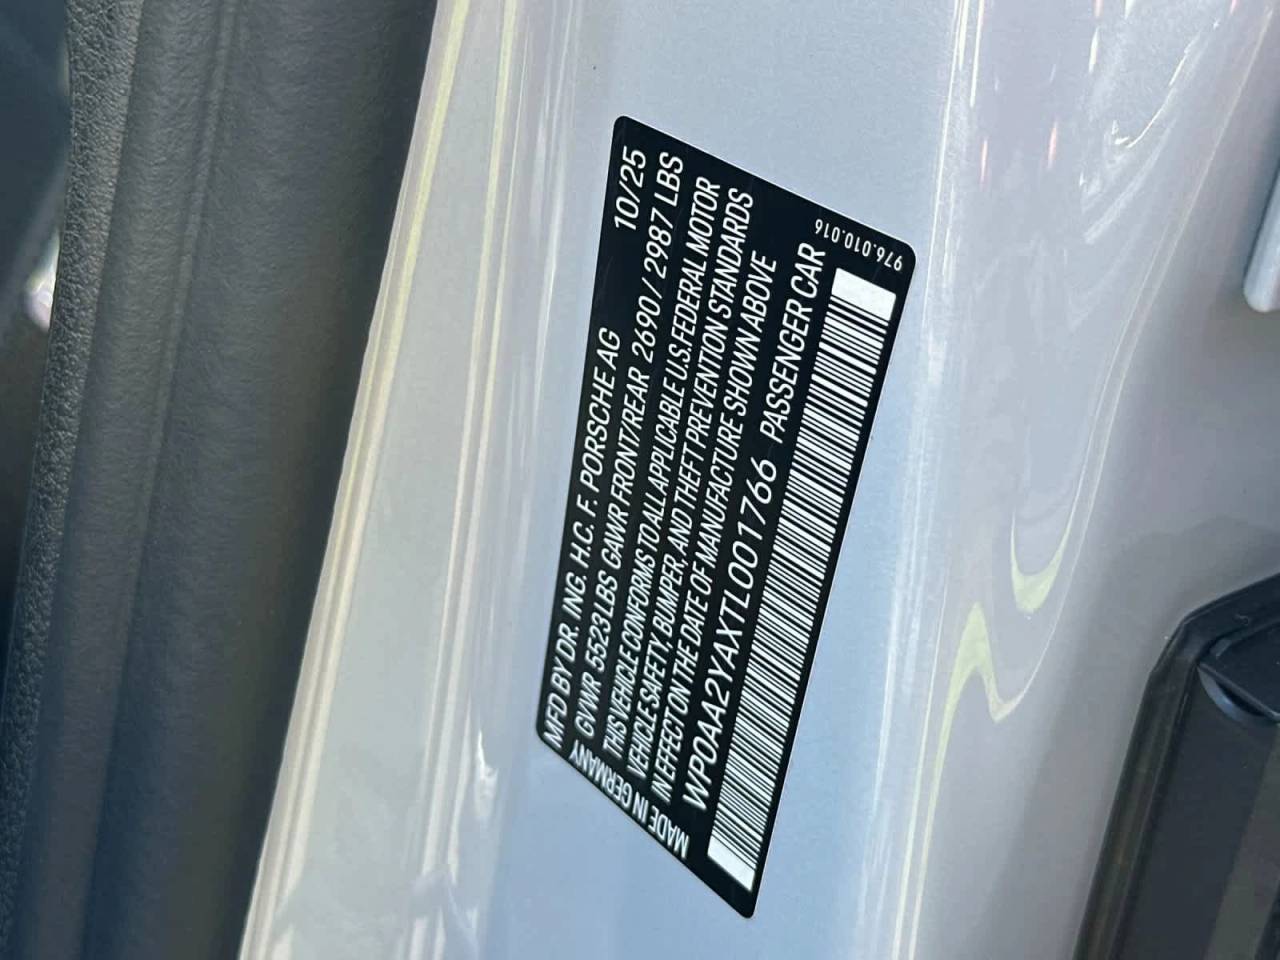 MFD BY DR. ING. H.C. F. PORSCHE AG 10/25
GVWR 5523 LBS GAWR FRONT/REAR 2690 / 2987 LBS
THIS VEHICLE CONFORMS TO ALL APPLICABLE U.S. FEDERAL MOTOR
VEHICLE SAFETY, BUMPER, AND THEFT PREVENTION STANDARDS
IN EFFECT ON THE DATE OF MANUFACTURE SHOWN ABOVE
WP0AA2YAXTL001766 PASSENGER CAR
MADE IN GERMANY
976.010.016